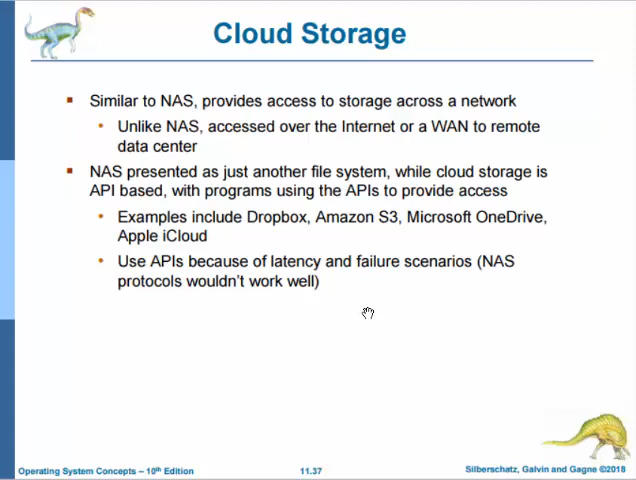 Cloud Storage
▪ Similar to NAS, provides access to storage across a network
• Unlike NAS, accessed over the Internet or a WAN to remote
data center
▪ NAS presented as just another file system, while cloud storage is
API based, with programs using the APIs to provide access
• Examples include Dropbox, Amazon S3, Microsoft OneDrive,
Apple iCloud
• Use APIs because of latency and failure scenarios (NAS
protocols wouldn't work well)
Operating System Concepts – 10th Edition
11.37
Silberschatz, Galvin and Gagne ©2018